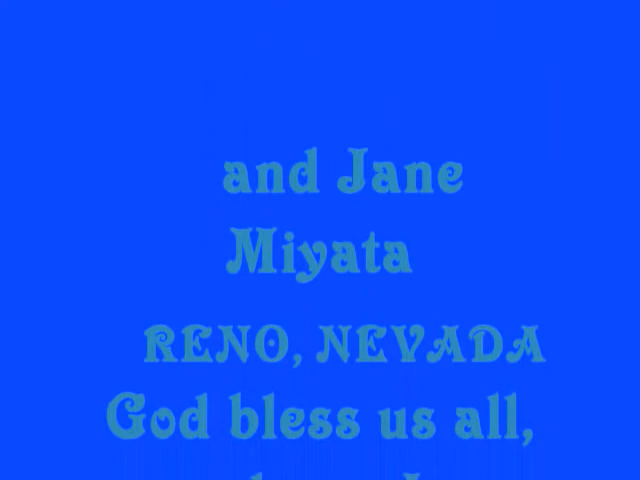 and Jane
Miyata
RENO, NEVADA
God bless us all,